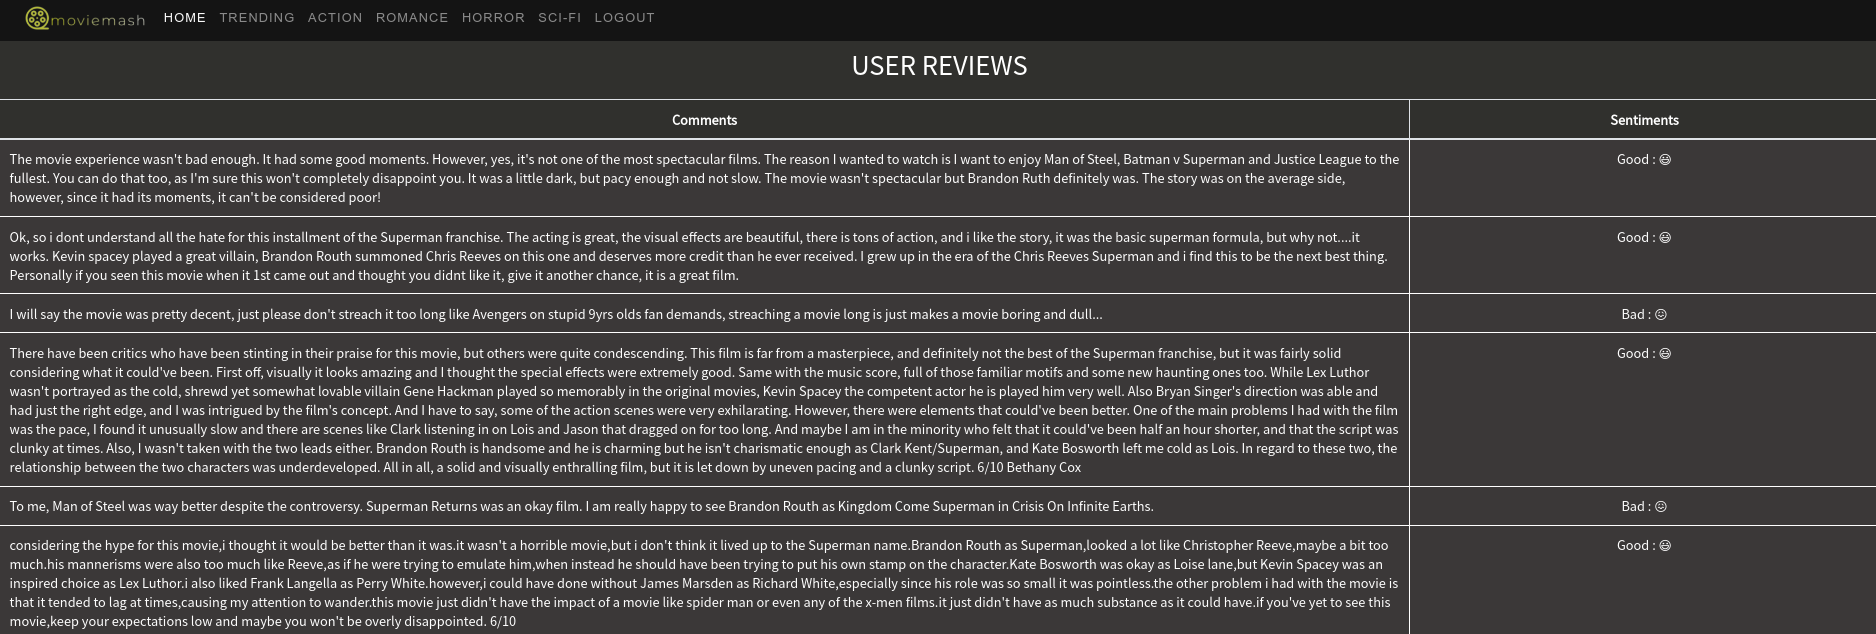 moviemash HOME TRENDING ACTION ROMANCE HORROR SCI-FI LOGOUT
USER REVIEWS
Comments Sentiments
The movie experience wasn't bad enough. It had some good moments. However, yes, it's not one of the most spectacular films. The reason I wanted to watch is I want to enjoy Man of Steel, Batman v Superman and Justice League to the Good : 😃
fullest. You can do that too, as I'm sure this won't completely disappoint you. It was a little dark, but pacy enough and not slow. The movie wasn't spectacular but Brandon Ruth definitely was. The story was on the average side,
however, since it had its moments, it can't be considered poor!
Ok, so i dont understand all the hate for this installment of the Superman franchise. The acting is great, the visual effects are beautiful, there is tons of action, and i like the story, it was the basic superman formula, but why not....it Good : 😃
works. Kevin spacey played a great villain, Brandon Routh summoned Chris Reeves on this one and deserves more credit than he ever received. I grew up in the era of the Chris Reeves Superman and i find this to be the next best thing.
Personally if you seen this movie when it 1st came out and thought you didnt like it, give it another chance, it is a great film.
I will say the movie was pretty decent, just please don't streach it too long like Avengers on stupid 9yrs olds fan demands, streaching a movie long is just makes a movie boring and dull... Bad : 😖
There have been critics who have been stinting in their praise for this movie, but others were quite condescending. This film is far from a masterpiece, and definitely not the best of the Superman franchise, but it was fairly solid Good : 😃
considering what it could've been. First off, visually it looks amazing and I thought the special effects were extremely good. Same with the music score, full of those familiar motifs and some new haunting ones too. While Lex Luthor
wasn't portrayed as the cold, shrewd yet somewhat lovable villain Gene Hackman played so memorably in the original movies, Kevin Spacey the competent actor he is played him very well. Also Bryan Singer's direction was able and
had just the right edge, and I was intrigued by the film's concept. And I have to say, some of the action scenes were very exhilarating. However, there were elements that could've been better. One of the main problems I had with the film
was the pace, I found it unusually slow and there are scenes like Clark listening in on Lois and Jason that dragged on for too long. And maybe I am in the minority who felt that it could've been half an hour shorter, and that the script was
clunky at times. Also, I wasn't taken with the two leads either. Brandon Routh is handsome and he is charming but he isn't charismatic enough as Clark Kent/Superman, and Kate Bosworth left me cold as Lois. In regard to these two, the
relationship between the two characters was underdeveloped. All in all, a solid and visually enthralling film, but it is let down by uneven pacing and a clunky script. 6/10 Bethany Cox
To me, Man of Steel was way better despite the controversy. Superman Returns was an okay film. I am really happy to see Brandon Routh as Kingdom Come Superman in Crisis On Infinite Earths. Bad : 😖
considering the hype for this movie,i thought it would be better than it was.it wasn't a horrible movie,but i don't think it lived up to the Superman name.Brandon Routh as Superman,looked a lot like Christopher Reeve,maybe a bit too Good : 😃
much.his mannerisms were also too much like Reeve,as if he were trying to emulate him,when instead he should have been trying to put his own stamp on the character.Kate Bosworth was okay as Loise lane,but Kevin Spacey was an
inspired choice as Lex Luthor.i also liked Frank Langella as Perry White.however,i could have done without James Marsden as Richard White,especially since his role was so small it was pointless.the other problem i had with the movie is
that it tended to lag at times,causing my attention to wander.this movie just didn't have the impact of a movie like spider man or even any of the x-men films.it just didn't have as much substance as it could have.if you've yet to see this
movie,keep your expectations low and maybe you won't be overly disappointed. 6/10